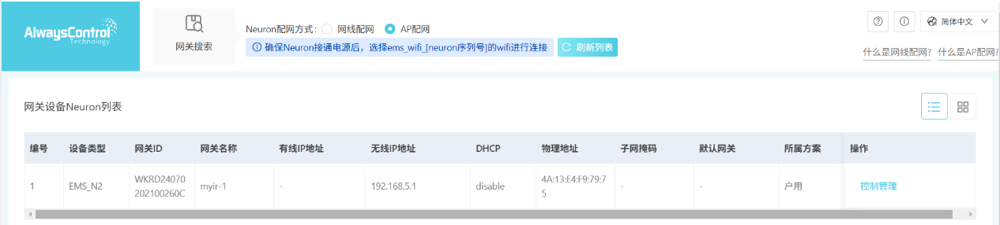 AlwaysControl
Technology
网关搜索
Neuron配网方式: 网线配网 AP配网
确保Neuron接通电源后，选择ems_wifi_[neuron序列号]的wifi进行连接
刷新列表
简体中文
什么是网线配网?
什么是AP配网?
网关设备Neuron列表
编号 设备类型 网关ID 网关名称 有线IP地址 无线IP地址 DHCP 物理地址 子网掩码 默认网关 所属方案 操作
1 EMS_N2 WKRD24070 myir-1 - 192.168.5.1 disable 4A:13:E4:F9:79:7 - - 户用 控制管理
202100260C 5